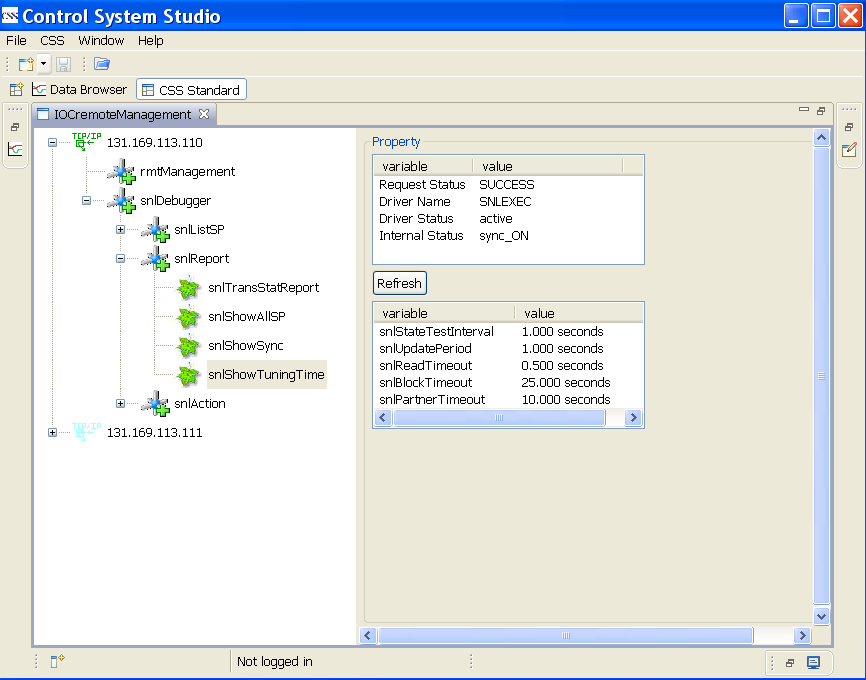 CSS Control System Studio
File CSS Window Help
Data Browser CSS Standard
IOCremoteManagement
TCP/IP 131.169.113.110
rmtManagement
snlDebugger
snlListSP
snlReport
snlTransStatReport
snlShowAllSP
snlShowSync
snlShowTuningTime
snlAction
TCP/IP 131.169.113.111
Property
variable value
Request Status SUCCESS
Driver Name SNLEXEC
Driver Status active
Internal Status sync_ON
Refresh
variable value
snlStateTestInterval 1.000 seconds
snlUpdatePeriod 1.000 seconds
snlReadTimeout 0.500 seconds
snlBlockTimeout 25.000 seconds
snlPartnerTimeout 10.000 seconds
Not logged in